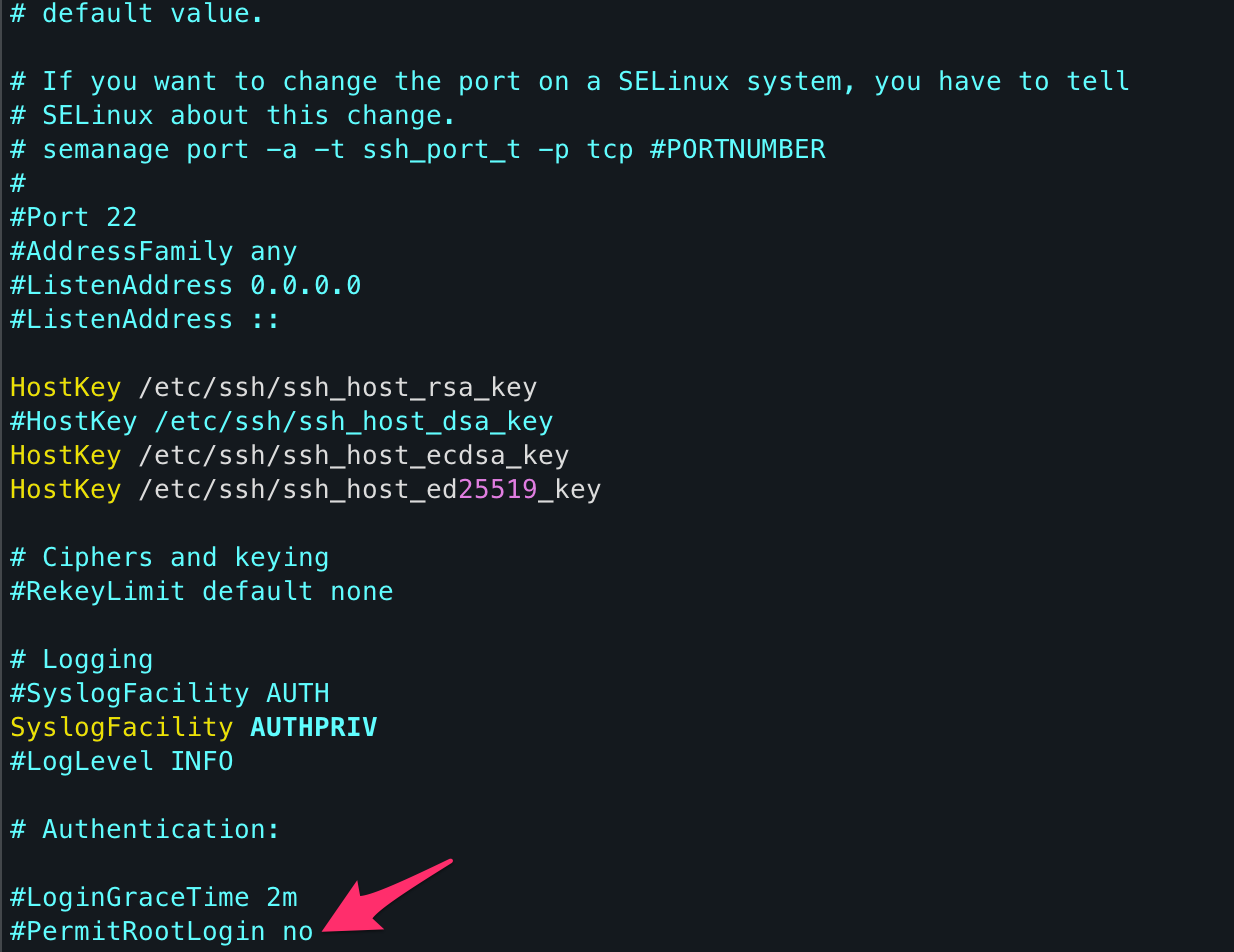 # default value.
# If you want to change the port on a SELinux system, you have to tell
# SELinux about this change.
# semanage port -a -t ssh_port_t -p tcp #PORTNUMBER
#
#Port 22
#AddressFamily any
#ListenAddress 0.0.0.0
#ListenAddress ::
HostKey /etc/ssh/ssh_host_rsa_key
#HostKey /etc/ssh/ssh_host_dsa_key
HostKey /etc/ssh/ssh_host_ecdsa_key
HostKey /etc/ssh/ssh_host_ed25519_key
# Ciphers and keying
#RekeyLimit default none
# Logging
#SyslogFacility AUTH
SyslogFacility AUTHPRIV
#LogLevel INFO
# Authentication:
#LoginGraceTime 2m
#PermitRootLogin no